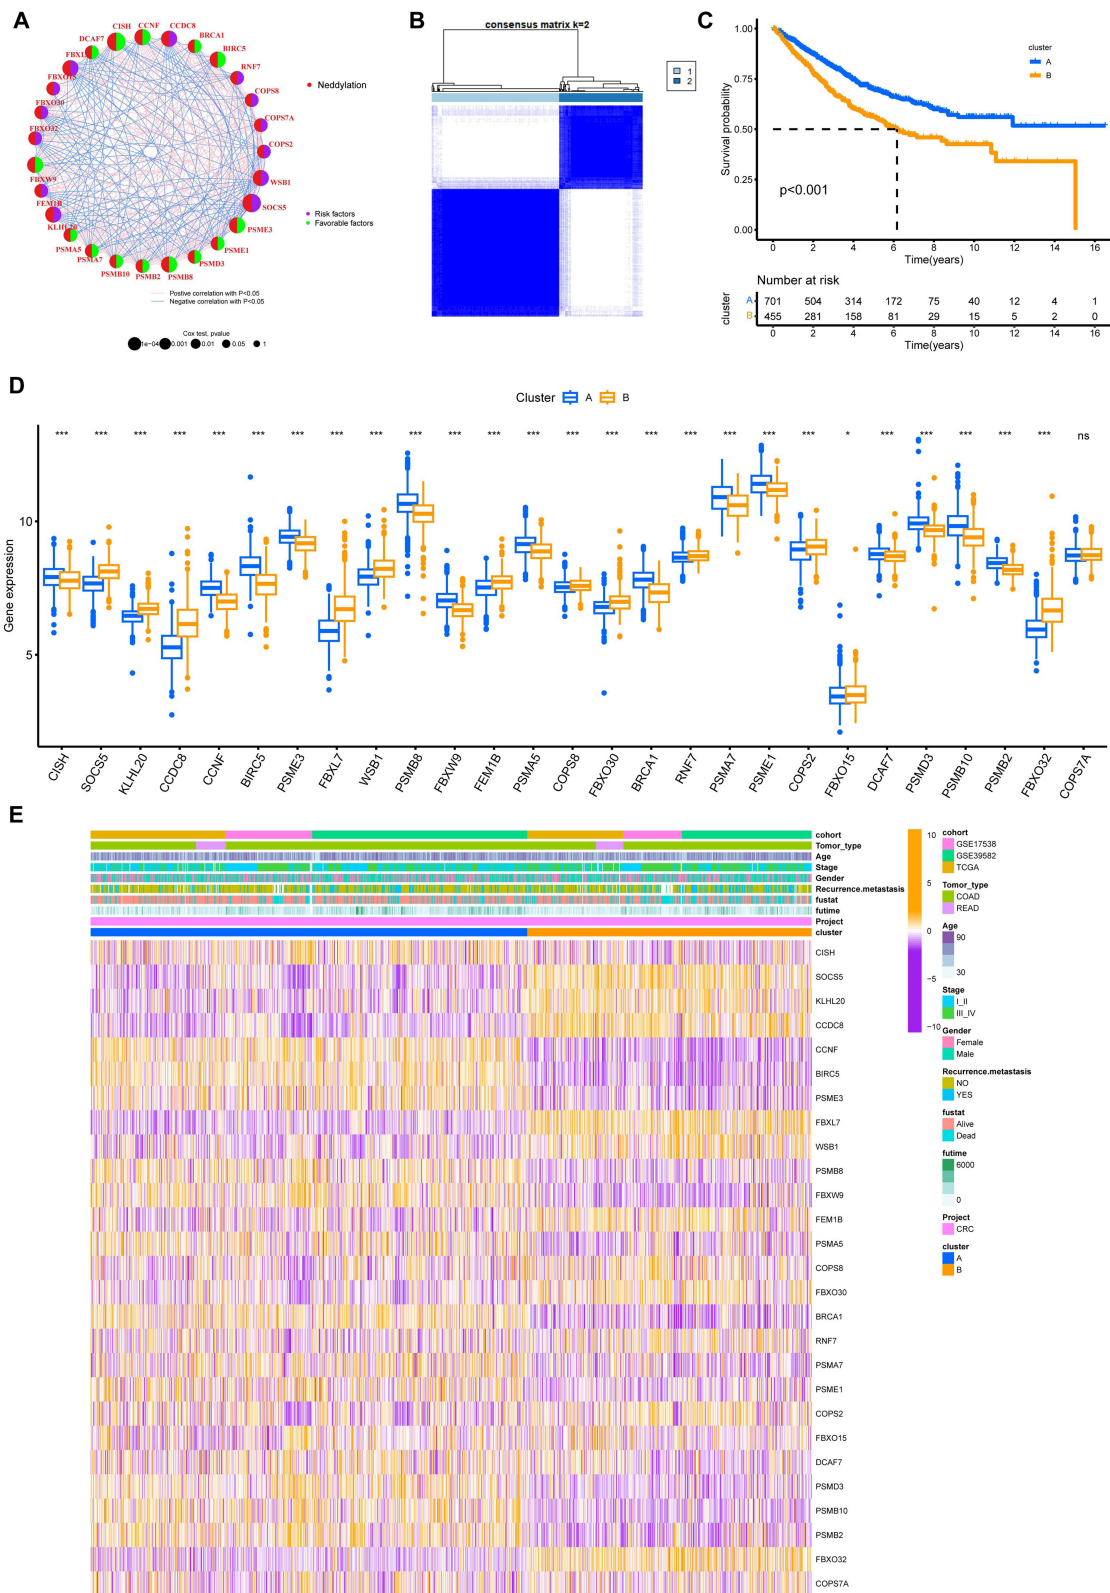 A
CISH
CCNF
CCDC8
DCAF7
BRCA1
BIRC5
RNF7
FBXO15
COPS8
FBXO30
COPS7A
FBXO32
COPS2
FBXW9
WSB1
FEM1B
SOCS5
KLHL20
PSME3
PSMA5
PSME1
PSMA7
PSMD3
PSMB10
PSMB2
PSMB8
Neddylation
Risk factors
Favorable factors
Postive correlation with P<0.05
Negative correlation with P<0.05
Cox test, pvalue
1e−04 0.001 0.01 0.05 1
B
consensus matrix k=2
1
2
C
cluster
A
B
Survival probability
1.00
0.75
0.50
0.25
0.00
p<0.001
0 2 4 6 8 10 12 14 16
Time(years)
Number at risk
cluster
A 701 504 314 172 75 40 12 4 1
B 455 281 158 81 29 15 5 2 0
0 2 4 6 8 10 12 14 16
Time(years)
D
Cluster A B
*** *** *** *** *** *** *** *** *** *** *** *** *** *** *** *** *** *** *** *** * *** *** *** *** *** ns
Gene expression
10
5
CISH SOCS5 KLHL20 CCDC8 CCNF BIRC5 PSME3 FBXL7 WSB1 PSMB8 FBXW9 FEM1B PSMA5 COPS8 FBXO30 BRCA1 RNF7 PSMA7 PSME1 COPS2 FBXO15 DCAF7 PSMD3 PSMB10 PSMB2 FBXO32 COPS7A
E
cohort
Tomor_type
Age
Stage
Gender
Recurrence.metastasis
fustat
futime
Project
cluster
CISH
SOCS5
KLHL20
CCDC8
CCNF
BIRC5
PSME3
FBXL7
WSB1
PSMB8
FBXW9
FEM1B
PSMA5
COPS8
FBXO30
BRCA1
RNF7
PSMA7
PSME1
COPS2
FBXO15
DCAF7
PSMD3
PSMB10
PSMB2
FBXO32
COPS7A
10
5
0
−5
−10
cohort
GSE17538
GSE39582
TCGA
Tomor_type
COAD
READ
Age
90
30
Stage
I_II
III_IV
Gender
Female
Male
Recurrence.metastasis
NO
YES
fustat
Alive
Dead
futime
6000
0
Project
CRC
cluster
A
B